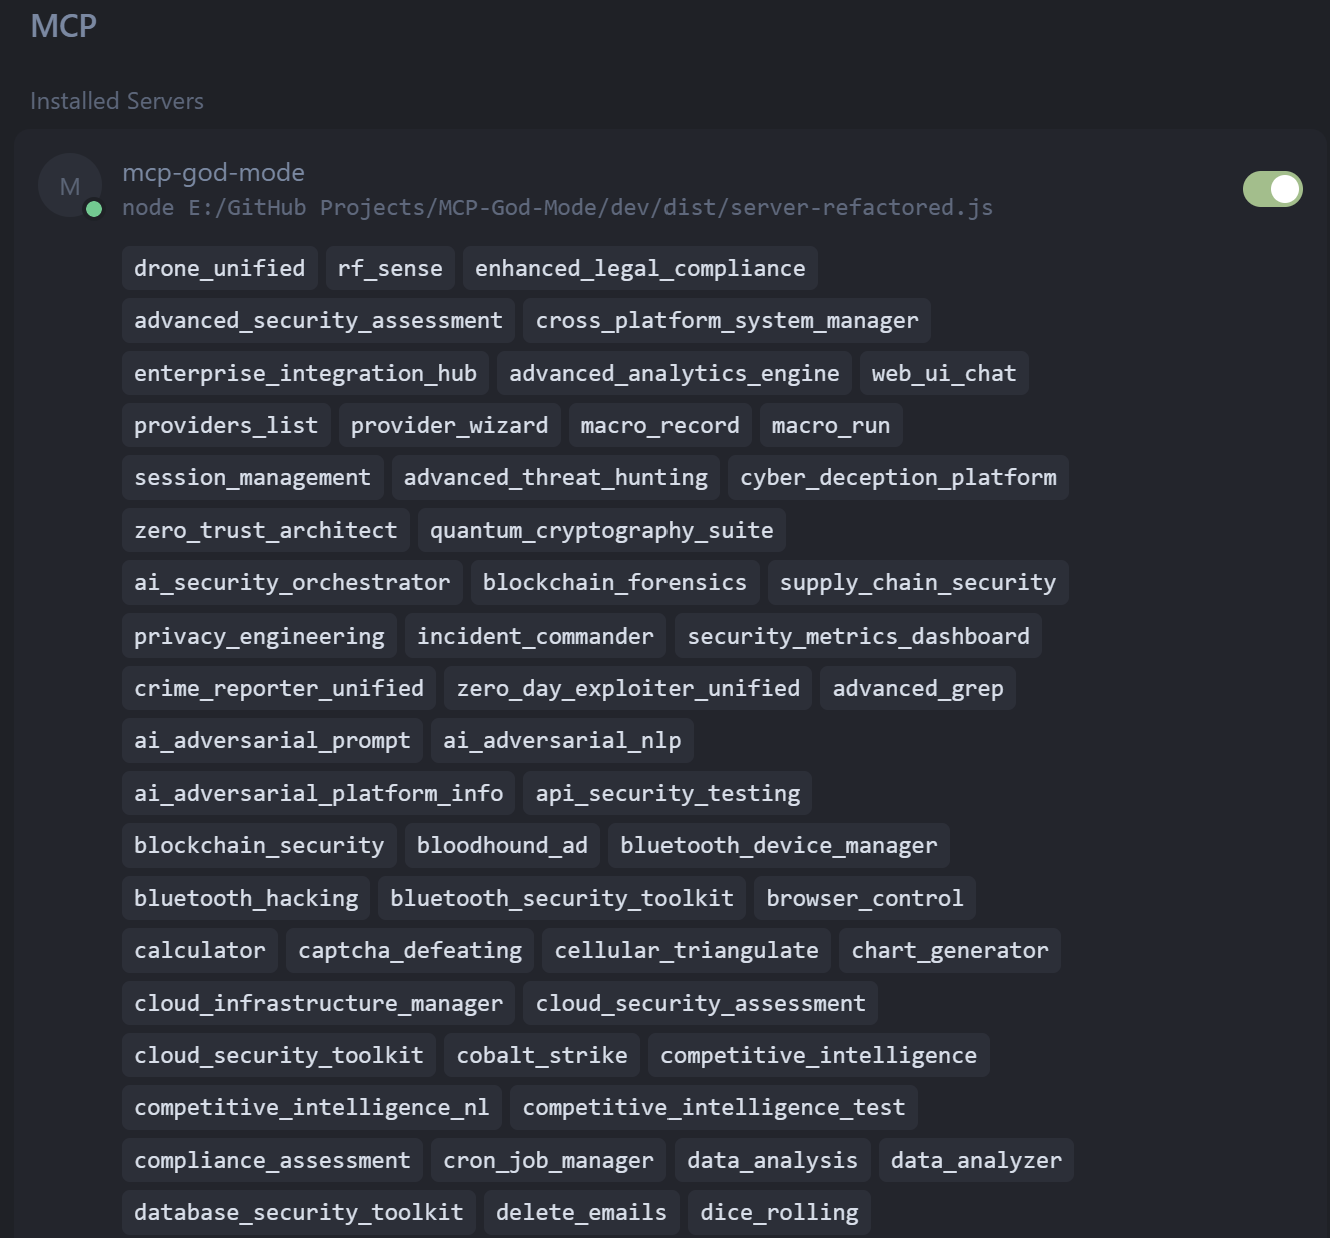 MCP
Installed Servers
M
mcp-god-mode
node E:/GitHub Projects/MCP-God-Mode/dev/dist/server-refactored.js
drone_unified rf_sense enhanced_legal_compliance
advanced_security_assessment cross_platform_system_manager
enterprise_integration_hub advanced_analytics_engine web_ui_chat
providers_list provider_wizard macro_record macro_run
session_management advanced_threat_hunting cyber_deception_platform
zero_trust_architect quantum_cryptography_suite
ai_security_orchestrator blockchain_forensics supply_chain_security
privacy_engineering incident_commander security_metrics_dashboard
crime_reporter_unified zero_day_exploiter_unified advanced_grep
ai_adversarial_prompt ai_adversarial_nlp
ai_adversarial_platform_info api_security_testing
blockchain_security bloodhound_ad bluetooth_device_manager
bluetooth_hacking bluetooth_security_toolkit browser_control
calculator captcha_defeating cellular_triangulate chart_generator
cloud_infrastructure_manager cloud_security_assessment
cloud_security_toolkit cobalt_strike competitive_intelligence
competitive_intelligence_nl competitive_intelligence_test
compliance_assessment cron_job_manager data_analysis data_analyzer
database_security_toolkit delete_emails dice_rolling